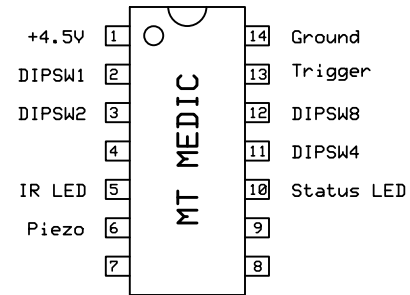 +4.5V 1 14 Ground
DIPSW1 2 13 Trigger
DIPSW2 3 12 DIPSW8
4 11 DIPSW4
IR LED 5 10 Status LED
Piezo 6 9
7 8
MT MEDIC